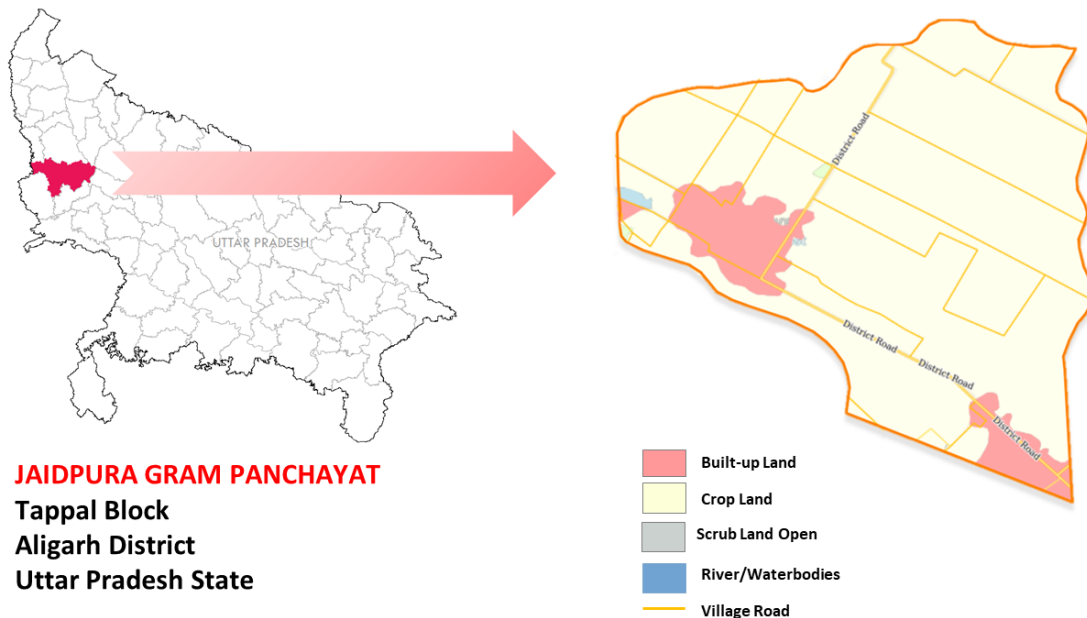 UTTAR PRADESH
JAIDPURA GRAM PANCHAYAT
Tappal Block
Aligarh District
Uttar Pradesh State
District Road
District Road
District Road
District Road
Built-up Land
Crop Land
Scrub Land Open
River/Waterbodies
Village Road